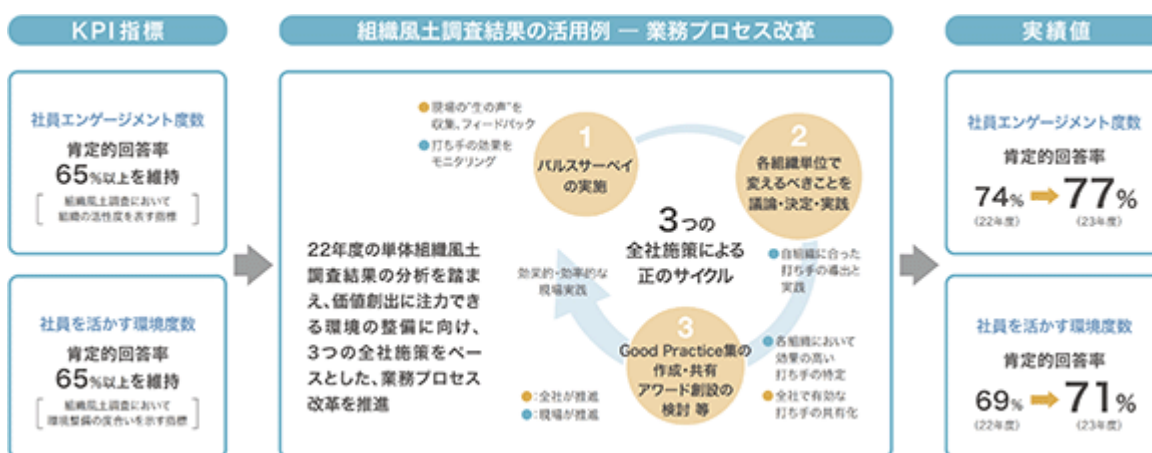 KPI指標
社員エンゲージメント度数
肯定的回答率
65%以上を維持
組織風土調査において
組織の活性度を表す指標
社員を活かす環境度数
肯定的回答率
65%以上を維持
組織風土調査において
環境整備の度合いを示す指標
組織風土調査結果の活用例 ― 業務プロセス改革
●現場の"生の声"を
収集、フィードバック
●打ち手の効果を
モニタリング
1
パルスサーベイ
の実施
2
各組織単位で
変えるべきことを
議論・決定・実践
22年度の単体組織風土
調査結果の分析を踏ま
え、価値創出に注力でき
る環境の整備に向け、
3つの全社施策をベー
スとした、業務プロセス
改革を推進
3つの
全社施策による
正のサイクル
効果的・効率的な
現場実践
●自組織に合った
打ち手の導出と
実践
3
Good Practice集の
作成・共有
アワード創設の
検討 等
●各組織において
効果の高い
打ち手の特定
●全社で有効な
打ち手の共有化
●:全社が推進
●:現場が推進
実績値
社員エンゲージメント度数
肯定的回答率
74% 77%
(22年度) (23年度)
社員を活かす環境度数
肯定的回答率
69% 71%
(22年度) (23年度)